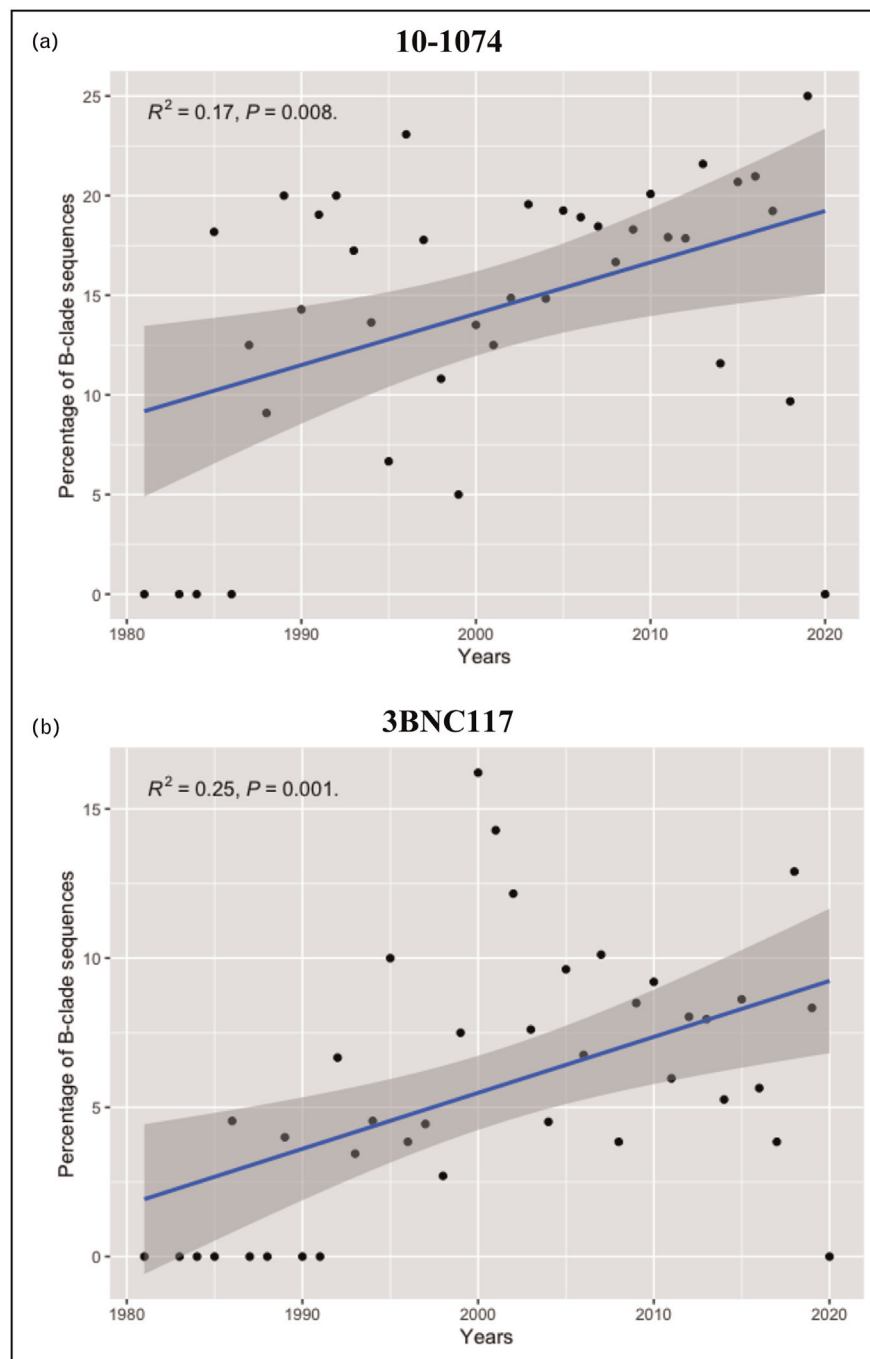 (a)
10-1074
R² = 0.17, P = 0.008.
Percentage of B-clade sequences
25
20
15
10
5
0
1980 1990 2000 2010 2020
Years
(b)
3BNC117
R² = 0.25, P = 0.001.
Percentage of B-clade sequences
15
10
5
0
1980 1990 2000 2010 2020
Years